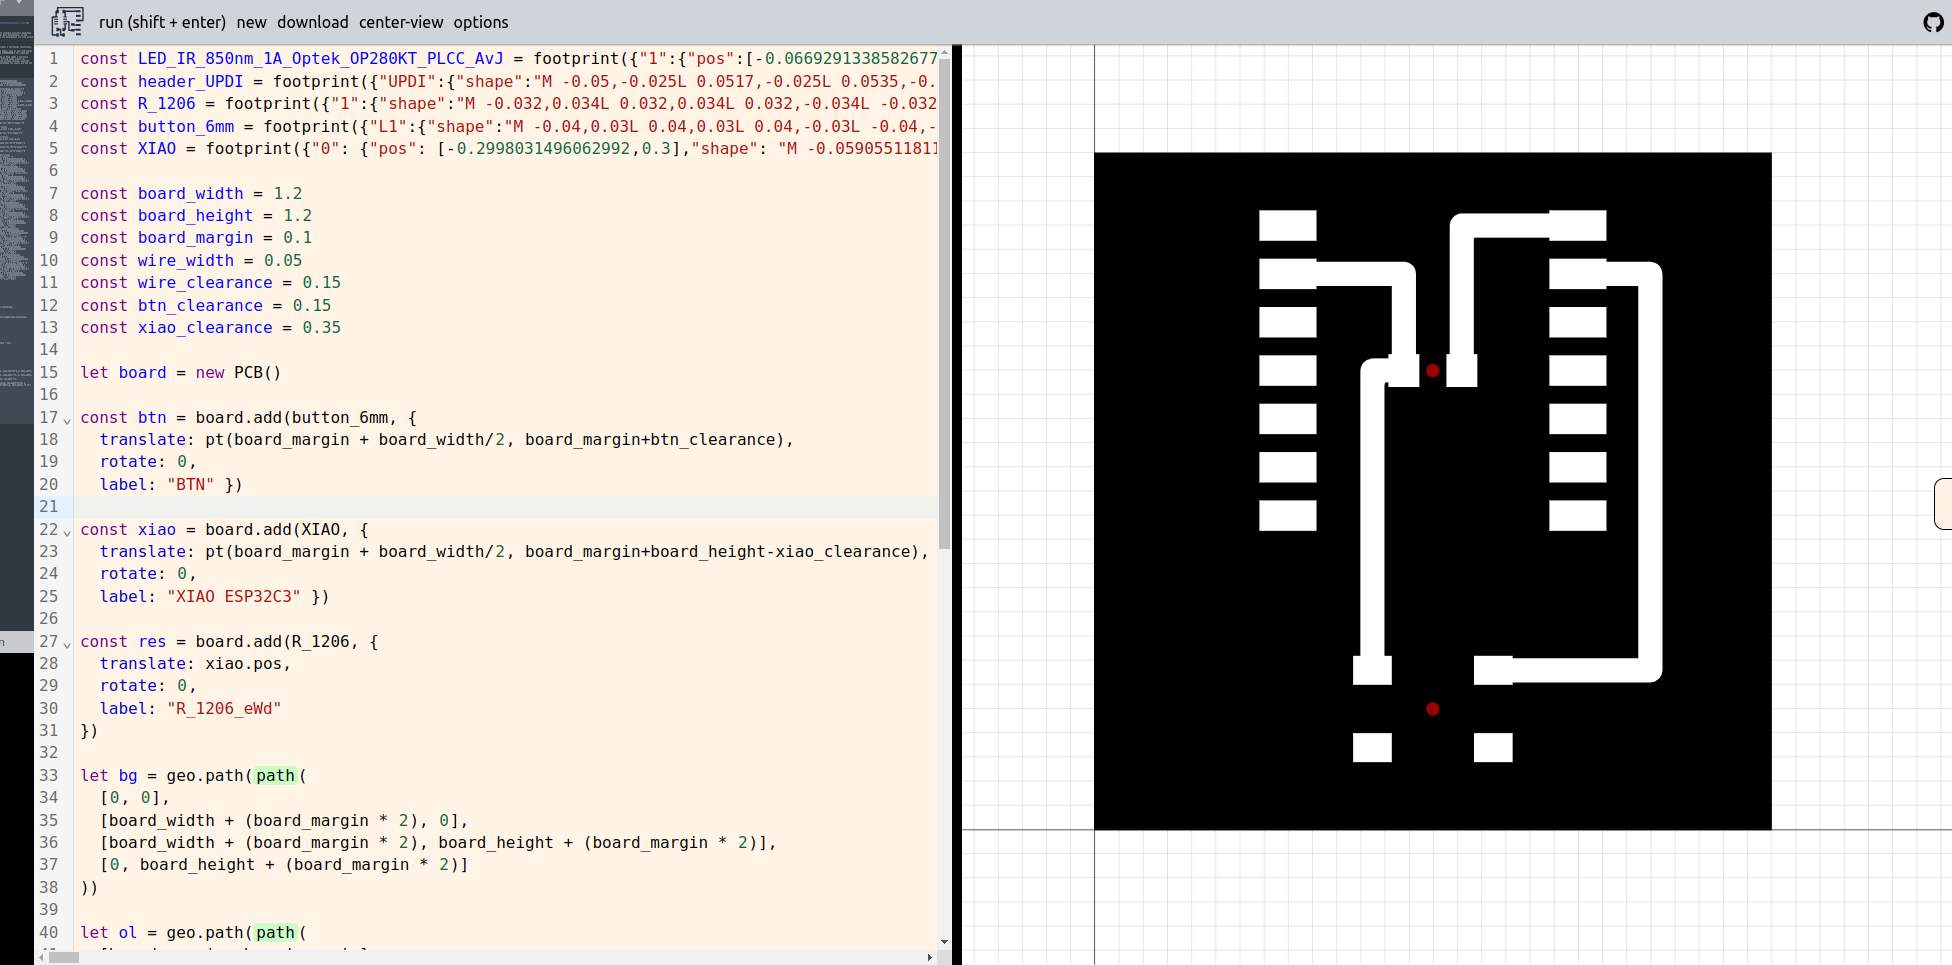 run (shift + enter) new download center-view options
1 const LED_IR_850nm_1A_Optek_OP280KT_PLCC_AvJ = footprint({"1":{"pos":[-0.0669291338582677
2 const header_UPDI = footprint({"UPDI":{"shape":"M -0.05,-0.025L 0.0517,-0.025L 0.0535,-0.
3 const R_1206 = footprint({"1":{"shape":"M -0.032,0.034L 0.032,0.034L 0.032,-0.034L -0.032
4 const button_6mm = footprint({"L1":{"shape":"M -0.04,0.03L 0.04,0.03L 0.04,-0.03L -0.04,-
5 const XIAO = footprint({"0": {"pos": [-0.2998031496062992,0.3],"shape": "M -0.05905511811
6
7 const board_width = 1.2
8 const board_height = 1.2
9 const board_margin = 0.1
10 const wire_width = 0.05
11 const wire_clearance = 0.15
12 const btn_clearance = 0.15
13 const xiao_clearance = 0.35
14
15 let board = new PCB()
16
17 const btn = board.add(button_6mm, {
18 translate: pt(board_margin + board_width/2, board_margin+btn_clearance),
19 rotate: 0,
20 label: "BTN" })
21
22 const xiao = board.add(XIAO, {
23 translate: pt(board_margin + board_width/2, board_margin+board_height-xiao_clearance),
24 rotate: 0,
25 label: "XIAO ESP32C3" })
26
27 const res = board.add(R_1206, {
28 translate: xiao.pos,
29 rotate: 0,
30 label: "R_1206_eWd"
31 })
32
33 let bg = geo.path(path(
34 [0, 0],
35 [board_width + (board_margin * 2), 0],
36 [board_width + (board_margin * 2), board_height + (board_margin * 2)],
37 [0, board_height + (board_margin * 2)]
38 ))
39
40 let ol = geo.path(path(